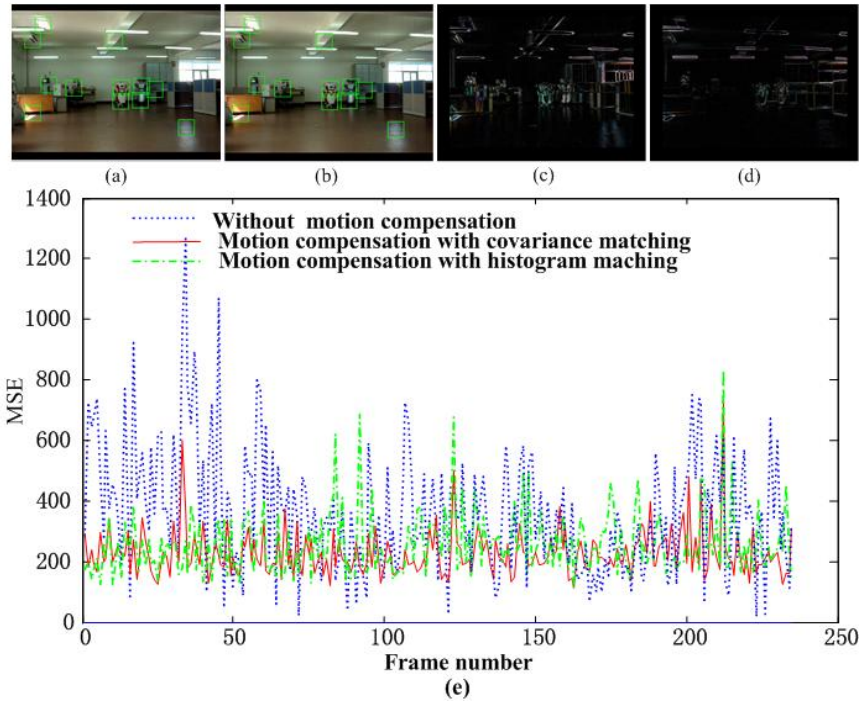 (a) (b) (c) (d)
1400
Without motion compensation
Motion compensation with covariance matching
1200
Motion compensation with histogram maching
1000
800
MSE
600
400
200
0
0 50 100 150 200 250
Frame number
(e)